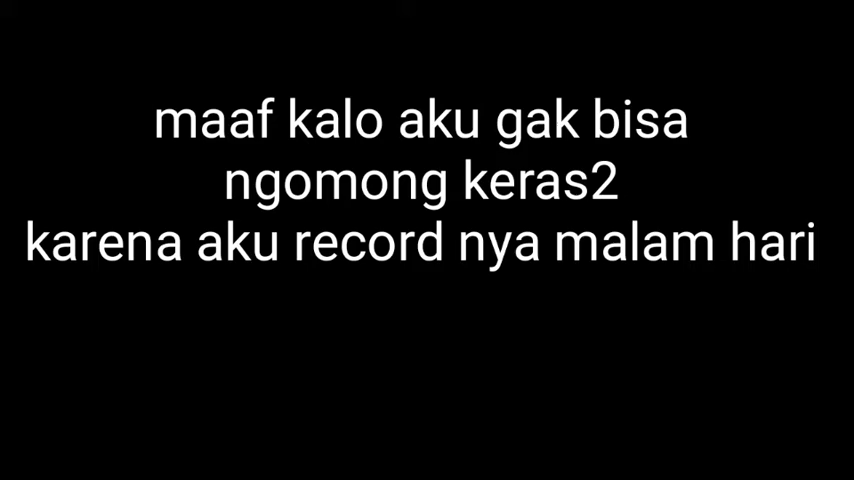 maaf kalo aku gak bisa
ngomong keras2
karena aku record nya malam hari